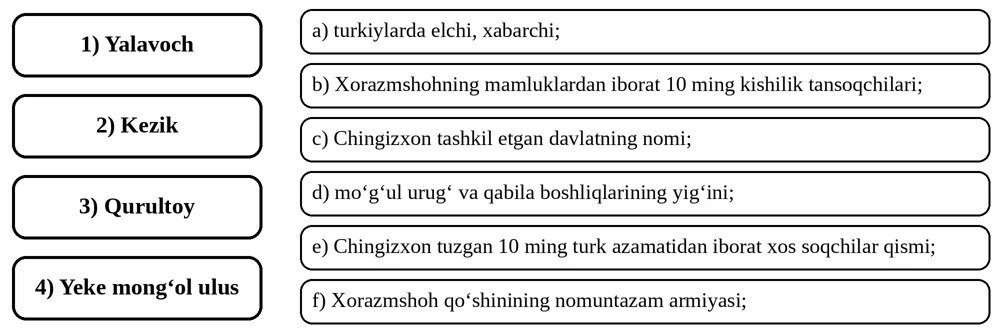 1) Yalavoch
2) Kezik
3) Qurultoy
4) Yeke mong‘ol ulus
a) turkiylarda elchi, xabarchi;
b) Xorazmshohning mamluklardan iborat 10 ming kishilik tansoqchilari;
c) Chingizxon tashkil etgan davlatning nomi;
d) mo‘g‘ul urug‘ va qabila boshliqlarining yig‘ini;
e) Chingizxon tuzgan 10 ming turk azamatidan iborat xos soqchilar qismi;
f) Xorazmshoh qo‘shinining nomuntazam armiyasi;